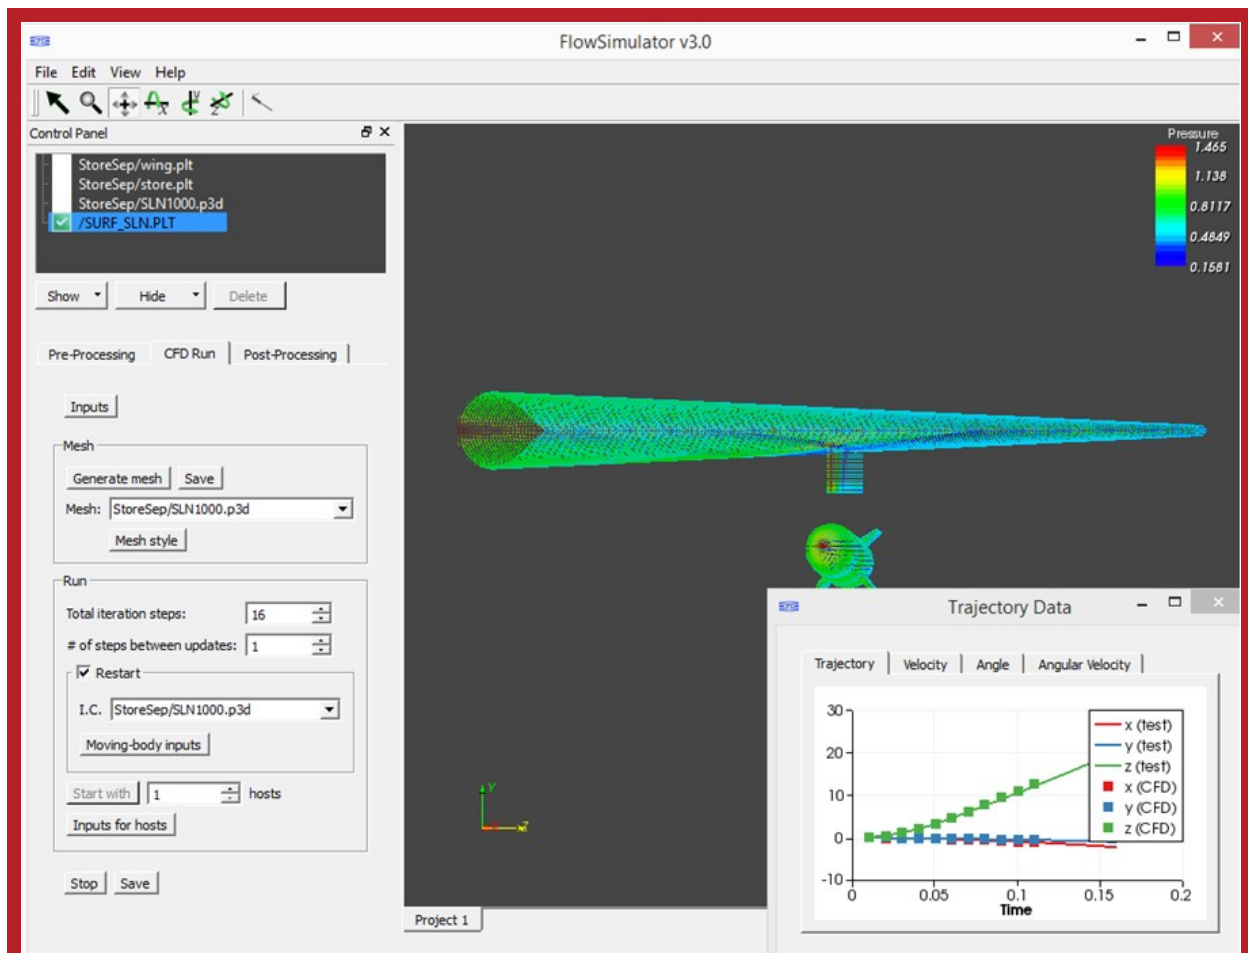 FlowSimulator v3.0
File Edit View Help
Control Panel
StoreSep/wing.plt
StoreSep/store.plt
StoreSep/SLN1000.p3d
/SURF_SLN.PLT
Show Hide Delete
Pre-Processing CFD Run Post-Processing
Inputs
Mesh
Generate mesh Save
Mesh: StoreSep/SLN1000.p3d
Mesh style
Run
Total iteration steps: 16
# of steps between updates: 1
Restart
I.C. StoreSep/SLN1000.p3d
Moving-body inputs
Start with 1 hosts
Inputs for hosts
Stop Save
Pressure
1.465
1.138
0.8117
0.4849
0.1581
Y
Z
Project 1
Trajectory Data
Trajectory Velocity Angle Angular Velocity
30
20
10
0
-10
x (test)
y (test)
z (test)
x (CFD)
y (CFD)
z (CFD)
0 0.05 0.1 0.15 0.2
Time